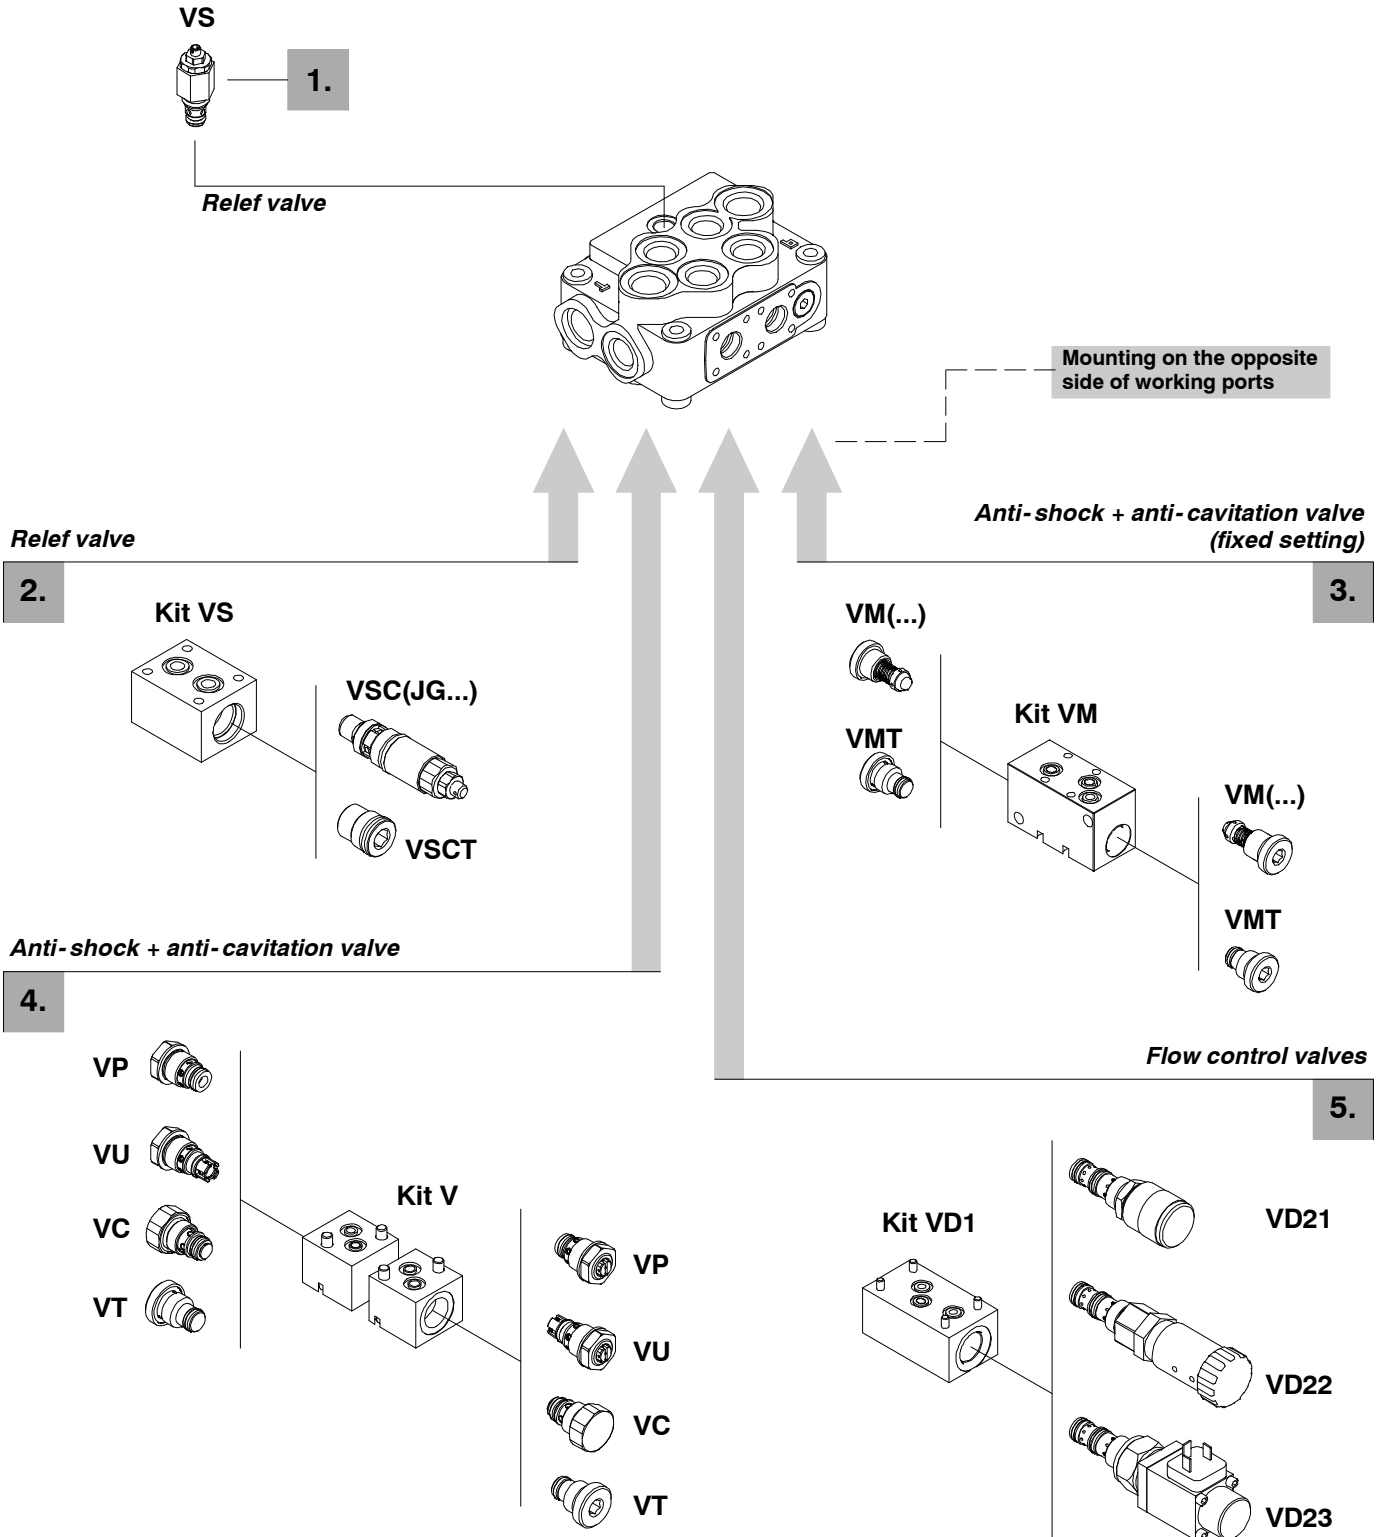 VS
1.
Relef valve
T
P
Mounting on the opposite
side of working ports
Relef valve
2.
Kit VS
VSC(JG...)
VSCT
Anti-shock + anti-cavitation valve
(fixed setting)
3.
VM(...)
VMT
Kit VM
VM(...)
VMT
Anti-shock + anti-cavitation valve
4.
VP
VU
VC
VT
Kit V
VP
VU
VC
VT
Flow control valves
5.
Kit VD1
VD21
VD22
VD23